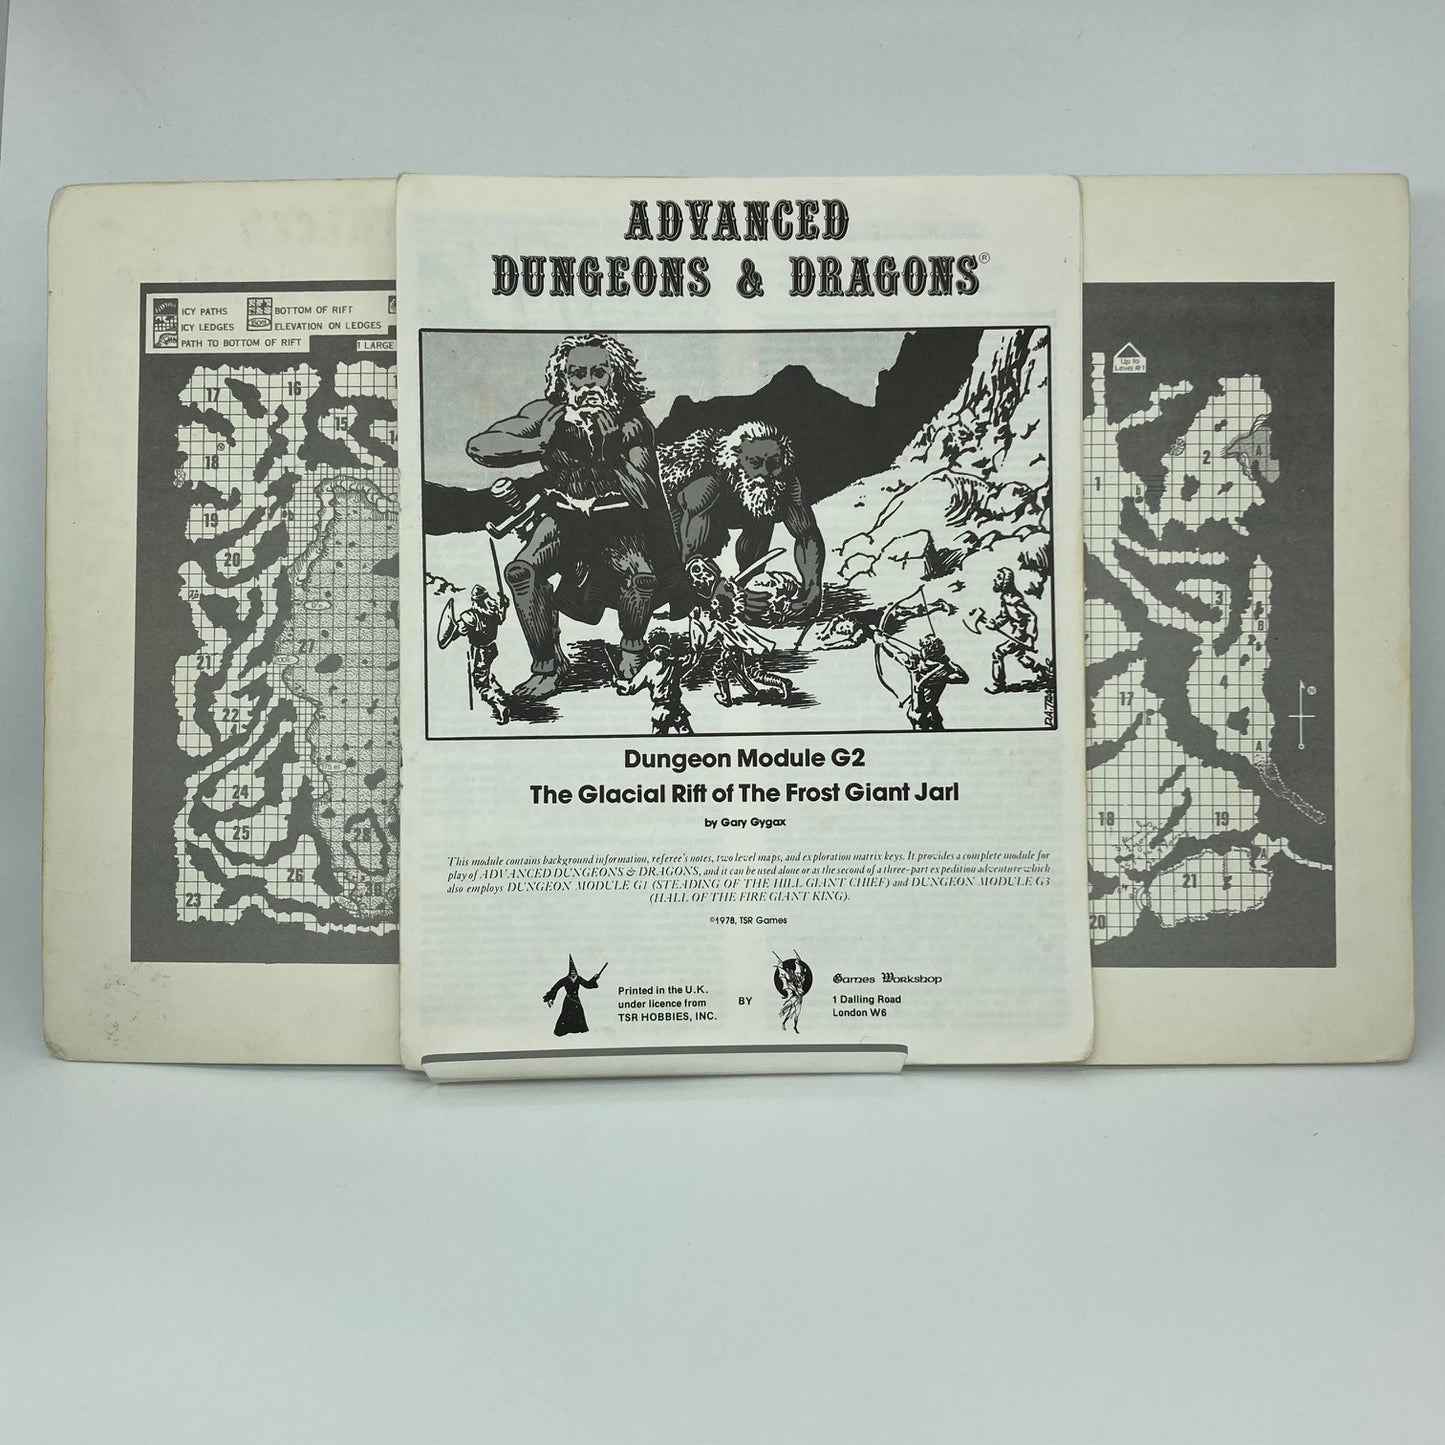 ADVANCED
DUNGEONS & DRAGONS®
Dungeon Module G2
The Glacial Rift of The Frost Giant Jarl
by Gary Gygax
This module contains background information, referee's notes, two level maps, and exploration matrix keys. It provides a complete module for
play of ADVANCED DUNGEONS & DRAGONS, and it can be used alone or as the second of a three-part expedition adventure which
also employs DUNGEON MODULE G1 (STEADING OF THE HILL GIANT CHIEF) and DUNGEON MODULE G3
(HALL OF THE FIRE GIANT KING).
©1978, TSR Games
Printed in the U.K.
under licence from
TSR HOBBIES, INC.
BY
Games Workshop
1 Dalling Road
London W6
ICY PATHS
ICY LEDGES
PATH TO BOTTOM OF RIFT
BOTTOM OF RIFT
ELEVATION ON LEDGES
1 LARGE
17
16
15
18
19
20
21
22
24
25
26
23
27
30
Up to
Level #1
1
2
A
3
B
4
A
17
18
19
20
21
A
N